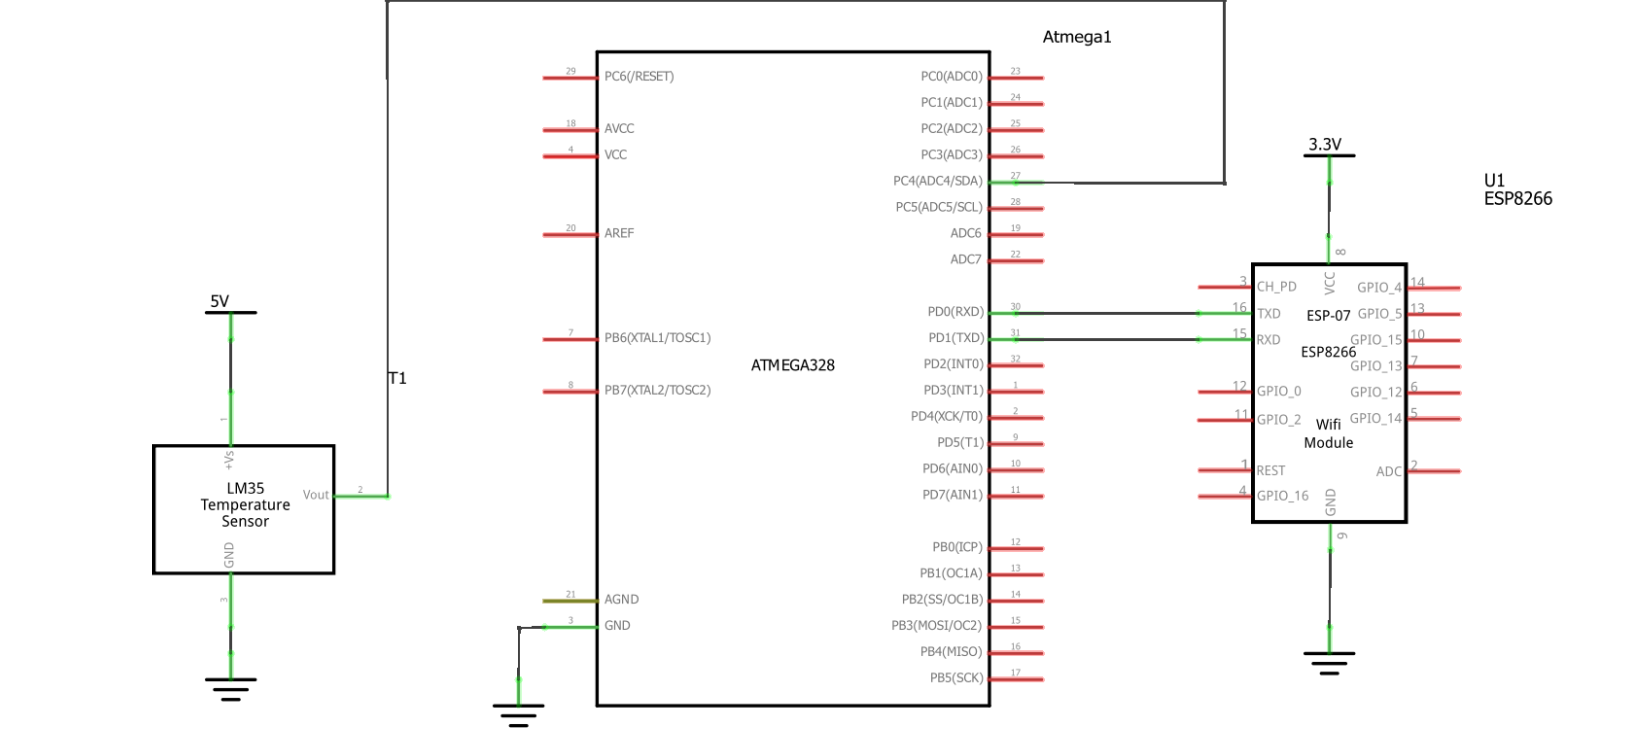 Atmega1
29 PC6(/RESET) PC0(ADC0) 23
PC1(ADC1) 24
18 AVCC PC2(ADC2) 25
4 VCC PC3(ADC3) 26
3.3V
PC4(ADC4/SDA) 27
U1
ESP8266
PC5(ADC5/SCL) 28
20 AREF ADC6 19
ADC7 22
8
VCC
3 CH_PD GPIO_4 14
5V
PD0(RXD) 30
16 TXD ESP-07 GPIO_5 13
7 PB6(XTAL1/TOSC1) PD1(TXD) 31
15 RXD GPIO_15 10
ESP8266
ATMEGA328
PD2(INT0) 32
GPIO_13 7
T1
8 PB7(XTAL2/TOSC2) PD3(INT1) 1
12 GPIO_0 GPIO_12 6
PD4(XCK/T0) 2
11 GPIO_2 GPIO_14 5
1
Wifi
Module
PD5(T1) 9
+Vs
PD6(AIN0) 10
1 REST ADC 2
LM35
Temperature
Sensor
Vout 2
PD7(AIN1) 11
4 GPIO_16
GND
9
PB0(ICP) 12
GND
3
PB1(OC1A) 13
21 AGND PB2(SS/OC1B) 14
3 GND PB3(MOSI/OC2) 15
PB4(MISO) 16
PB5(SCK) 17